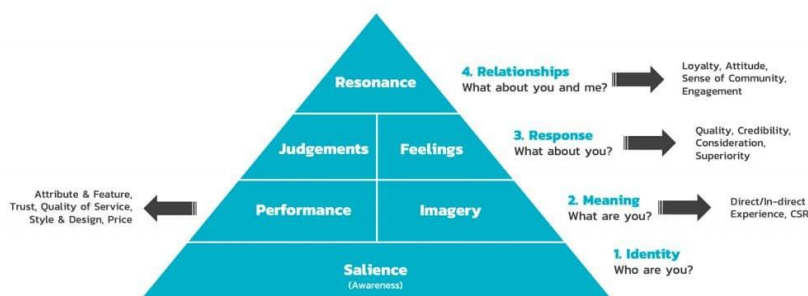 Resonance
4. Relationships
What about you and me?
Loyalty, Attitude,
Sense of Community,
Engagement
Judgements
Feelings
3. Response
What about you?
Quality, Credibility,
Consideration,
Superiority
Attribute & Feature,
Trust, Quality of Service,
Style & Design, Price
Performance
Imagery
2. Meaning
What are you?
Direct/In-direct
Experience, CSR
Salience
(Awareness)
1. Identity
Who are you?